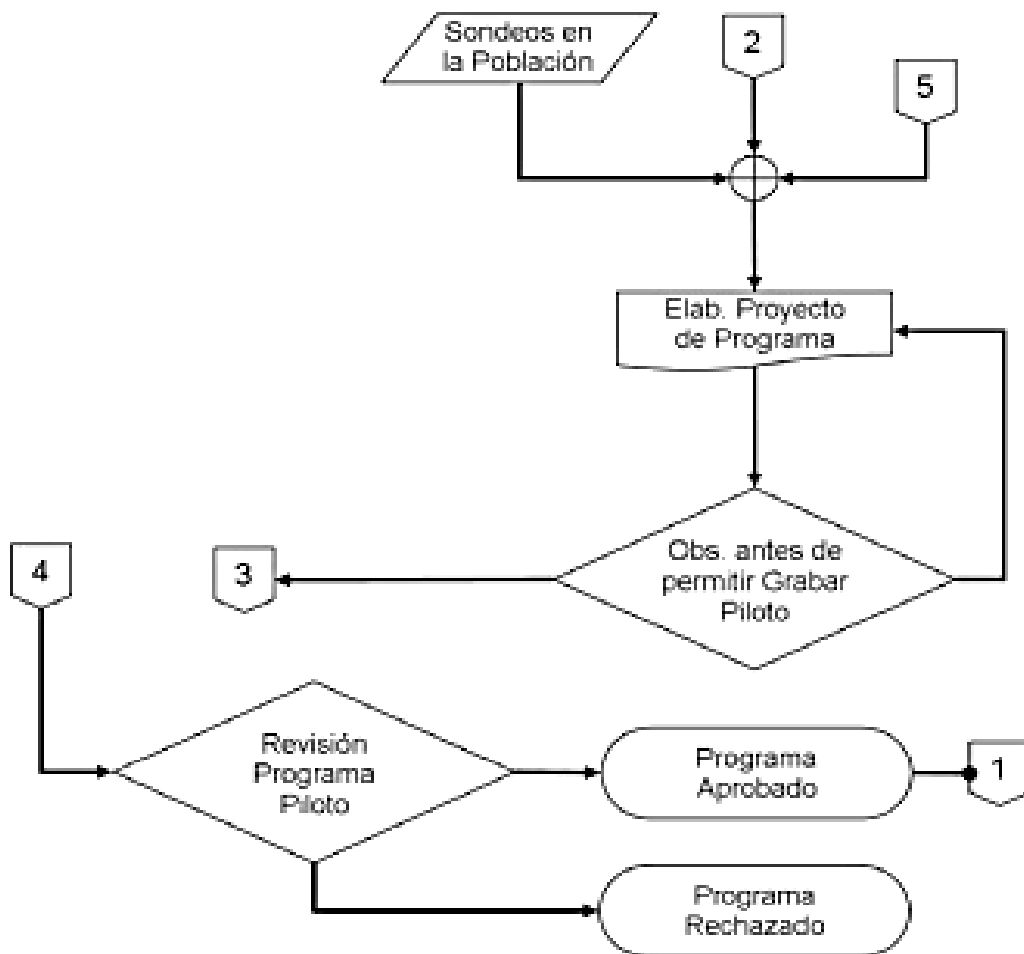 Sondeos en
la Población
2
5
Elab. Proyecto
de Programa
Obs. antes de
permitir Grabar
Piloto
4
3
Revisión
Programa
Piloto
Programa
Aprobado
1
Programa
Rechazado